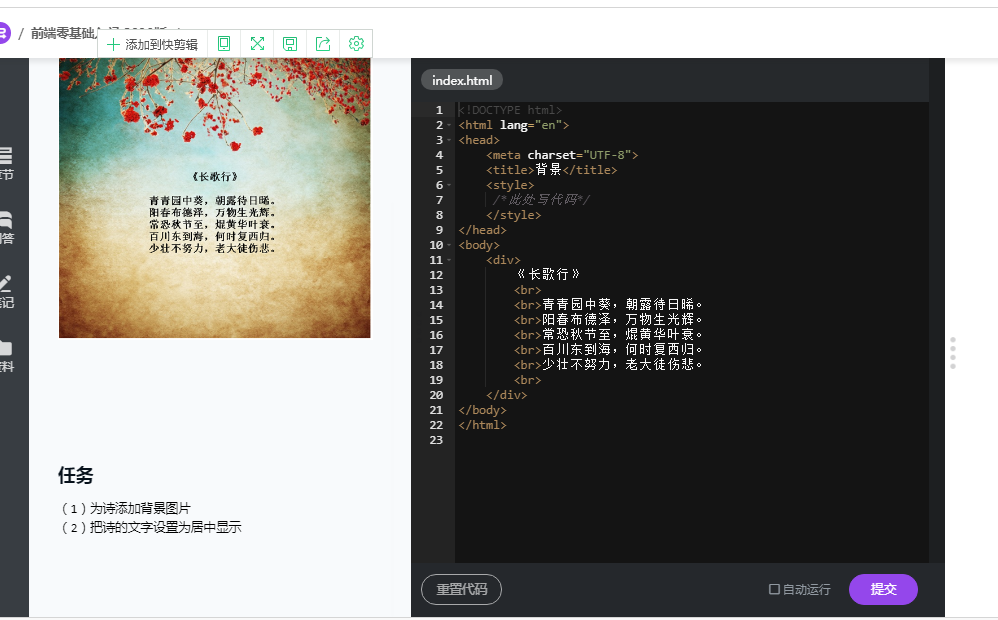 / 前端零基础入
添加到快剪辑
《长歌行》
青青园中葵，朝露待日晞。
阳春布德泽，万物生光辉。
常恐秋节至，焜黄华叶衰。
百川东到海，何时复西归。
少壮不努力，老大徒伤悲。
任务
（1）为诗添加背景图片
（2）把诗的文字设置为居中显示
index.html
1 <!DOCTYPE html>
2 <html lang="en">
3 <head>
4 <meta charset="UTF-8">
5 <title>背景</title>
6 <style>
7 /*此处写代码*/
8 </style>
9 </head>
10 <body>
11 <div>
12 《长歌行》
13 <br>
14 <br>青青园中葵，朝露待日晞。
15 <br>阳春布德泽，万物生光辉。
16 <br>常恐秋节至，焜黄华叶衰。
17 <br>百川东到海，何时复西归。
18 <br>少壮不努力，老大徒伤悲。
19 <br>
20 </div>
21 </body>
22 </html>
23
重置代码
自动运行
提交